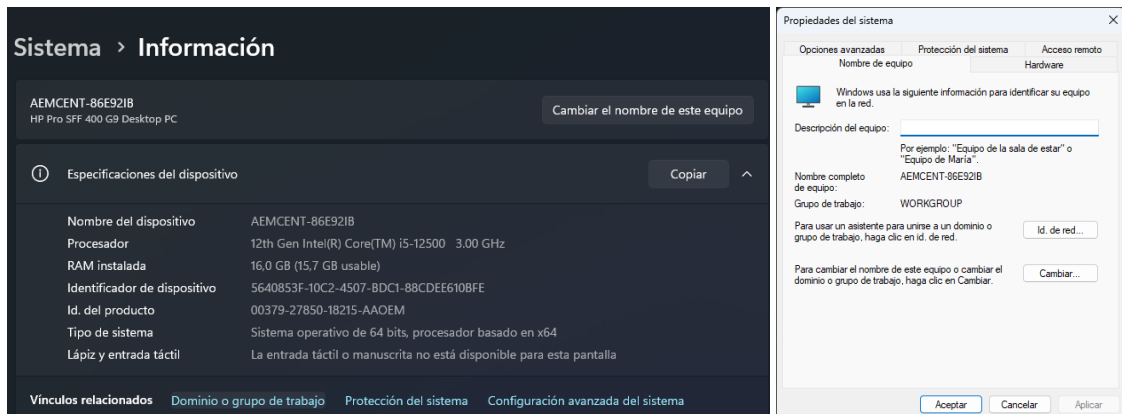 Sistema > Información
AEMCENT-86E92IB
HP Pro SFF 400 G9 Desktop PC
Cambiar el nombre de este equipo
Especificaciones del dispositivo
Copiar
Nombre del dispositivo AEMCENT-86E92IB
Procesador 12th Gen Intel(R) Core(TM) i5-12500 3.00 GHz
RAM instalada 16,0 GB (15,7 GB usable)
Identificador de dispositivo 5640853F-10C2-4507-BDC1-88CDEE610BFE
Id. del producto 00379-27850-18215-AAOEM
Tipo de sistema Sistema operativo de 64 bits, procesador basado en x64
Lápiz y entrada táctil La entrada táctil o manuscrita no está disponible para esta pantalla
Vínculos relacionados Dominio o grupo de trabajo Protección del sistema Configuración avanzada del sistema
Propiedades del sistema
Opciones avanzadas Protección del sistema Acceso remoto
Nombre de equipo Hardware
Windows usa la siguiente información para identificar su equipo
en la red.
Descripción del equipo:
Por ejemplo: "Equipo de la sala de estar" o
"Equipo de María".
Nombre completo
de equipo:
AEMCENT-86E92IB
Grupo de trabajo: WORKGROUP
Para usar un asistente para unirse a un dominio o
grupo de trabajo, haga clic en id. de red.
Id. de red...
Para cambiar el nombre de este equipo o cambiar el
dominio o grupo de trabajo, haga clic en Cambiar.
Cambiar...
Aceptar Cancelar Aplicar